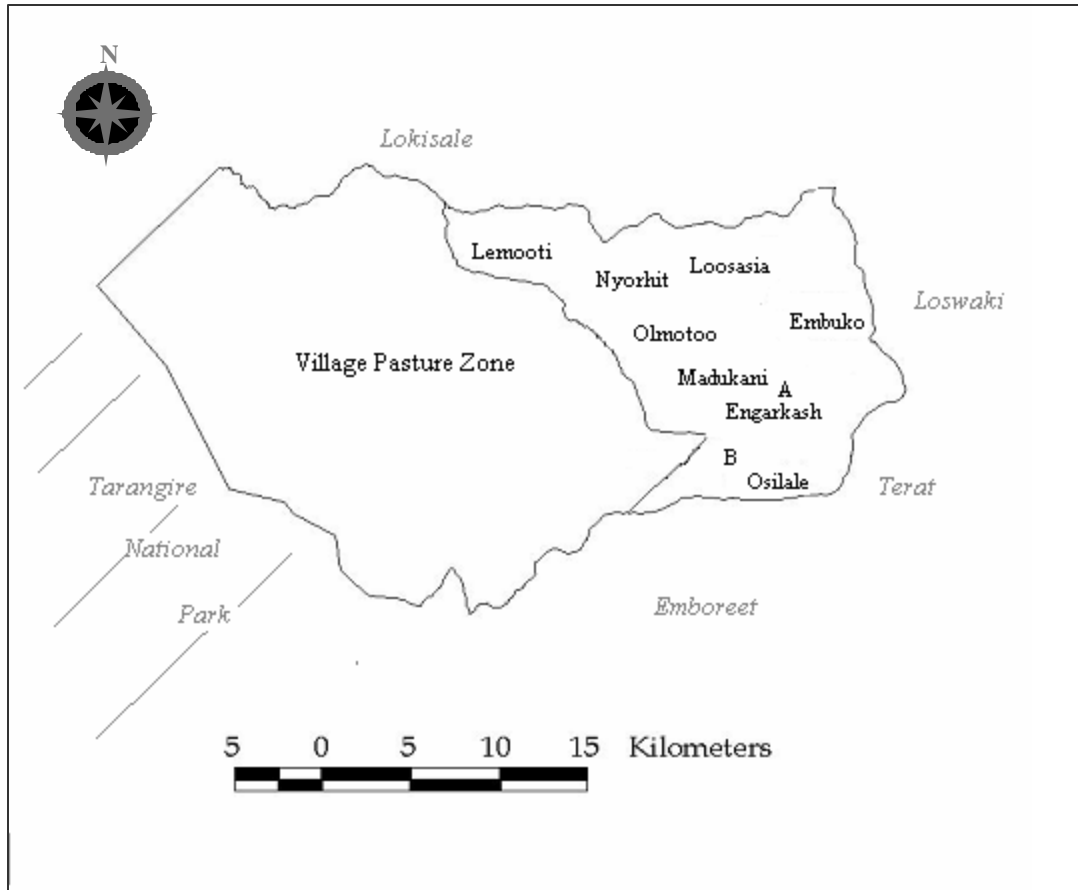 N
Lokisale
Lemooti
Nyorhit
Loosasia
Loswaki
Embuko
Olmotoo
Village Pasture Zone
Madukani
A
Engarkash
B
Osilale
Tarangire
National
Park
Terat
Emboreet
5 0 5 10 15 Kilometers